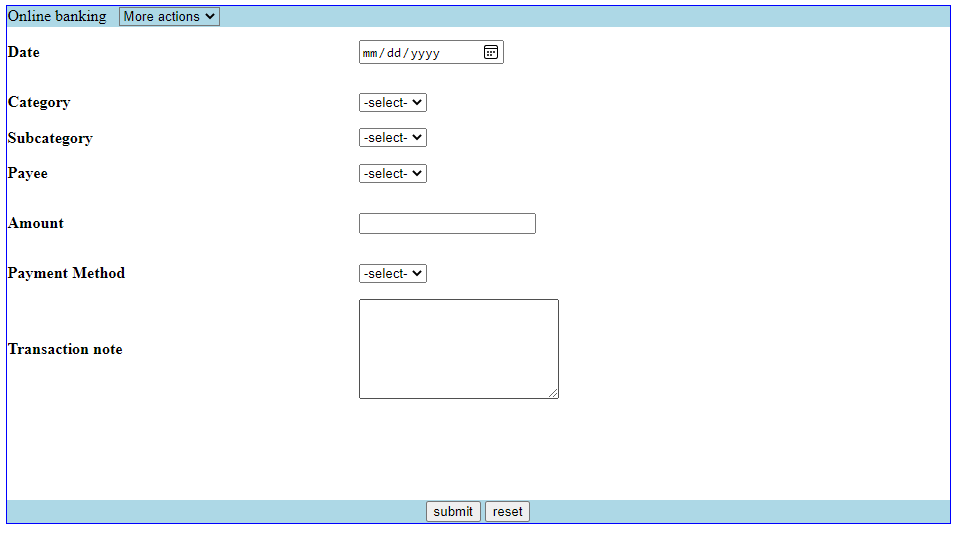 Online banking More actions
Date mm/dd/yyyy
Category -select-
Subcategory -select-
Payee -select-
Amount
Payment Method -select-
Transaction note
submit reset